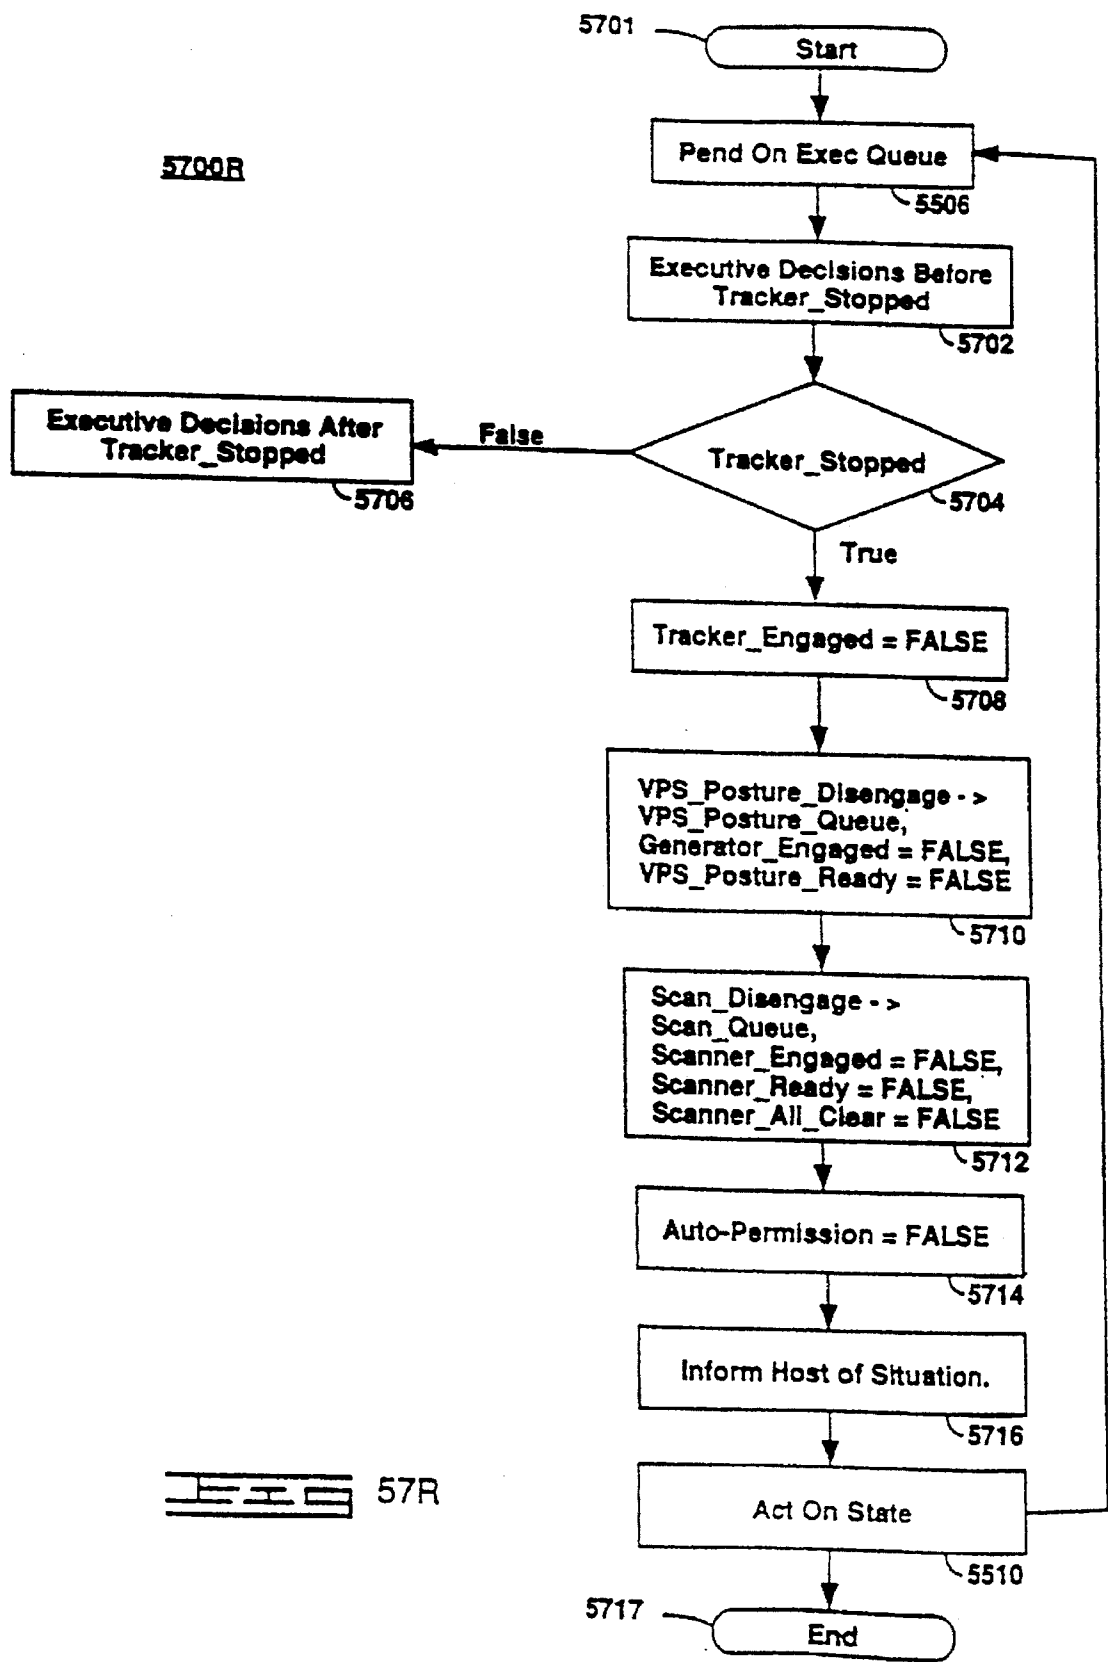 5701
Start
5700R
Pend On Exec Queue
5506
Executive Decisions Before
Tracker_Stopped
5702
Executive Decisions After
Tracker_Stopped
5706
False
Tracker_Stopped
5704
True
Tracker_Engaged = FALSE
5708
VPS_Posture_Disengage - >
VPS_Posture_Queue,
Generator_Engaged = FALSE,
VPS_Posture_Ready = FALSE
5710
Scan_Disengage - >
Scan_Queue,
Scanner_Engaged = FALSE,
Scanner_Ready = FALSE,
Scanner_All_Clear = FALSE
5712
Auto-Permission = FALSE
5714
Inform Host of Situation.
5716
57R
Act On State
5510
5717
End